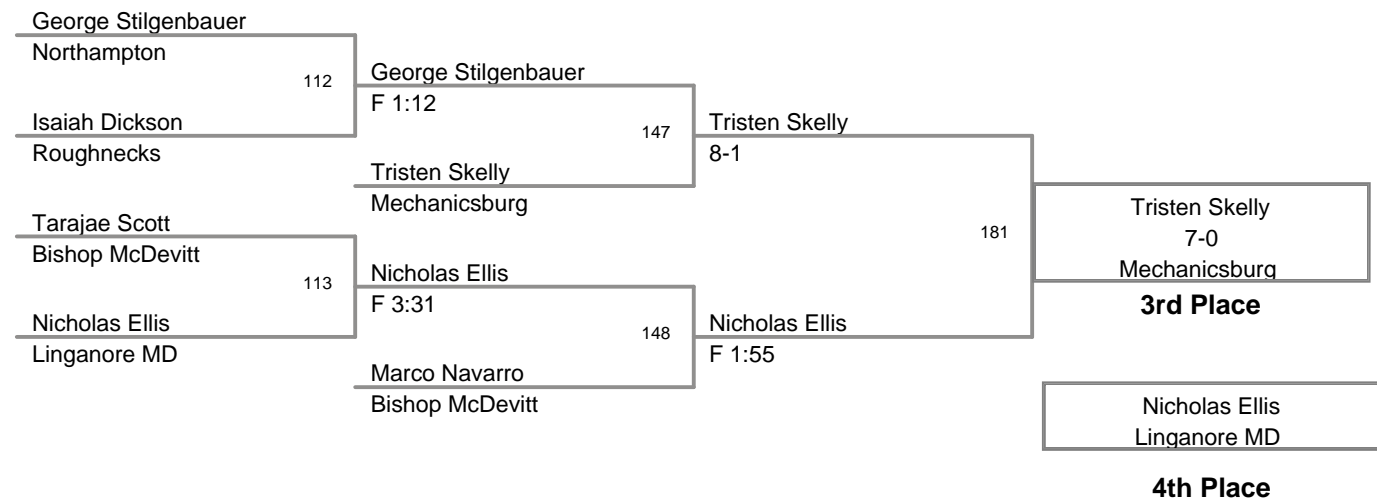 George Stilgenbauer
Northampton
112
Isaiah Dickson
Roughnecks
Tarajae Scott
Bishop McDevitt
113
Nicholas Ellis
Linganore MD
George Stilgenbauer
F 1:12
147
Tristen Skelly
Mechanicsburg
Nicholas Ellis
F 3:31
148
Marco Navarro
Bishop McDevitt
Tristen Skelly
8-1
181
Nicholas Ellis
F 1:55
Tristen Skelly
7-0
Mechanicsburg
3rd Place
Nicholas Ellis
Linganore MD
4th Place